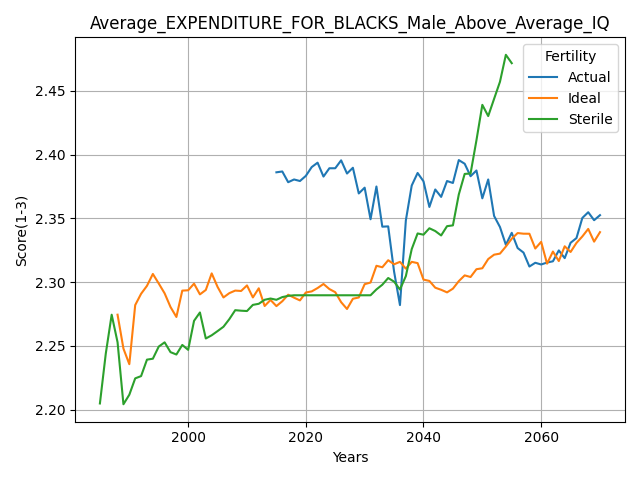 Average_EXPENDITURE_FOR_BLACKS_Male_Above_Average_IQ
Fertility
Actual
Ideal
Sterile
Score(1-3)
2.45
2.40
2.35
2.30
2.25
2.20
2000 2020 2040 2060
Years